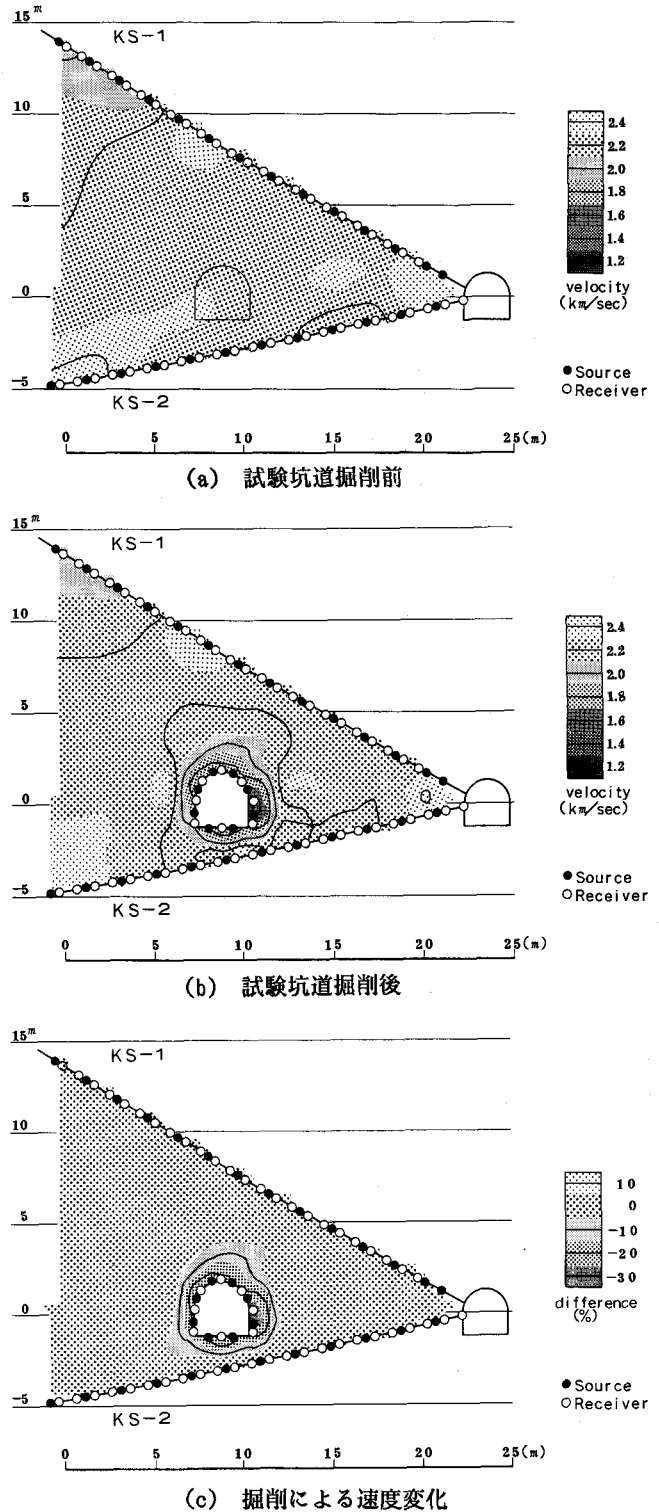 15m
KS-1
10
5
0
-5
KS-2
2.4
2.2
2.0
1.8
1.6
1.4
1.2
velocity
(km/sec)
●Source
○Receiver
0 5 10 15 20 25(m)
(a) 試験坑道掘削前
15m
KS-1
10
5
0
-5
KS-2
2.4
2.2
2.0
1.8
1.6
1.4
1.2
velocity
(km/sec)
●Source
○Receiver
0 5 10 15 20 25(m)
(b) 試験坑道掘削後
15m
KS-1
10
5
0
-5
KS-2
10
0
-10
-20
-30
difference
(%)
●Source
○Receiver
0 5 10 15 20 25(m)
(c) 掘削による速度変化